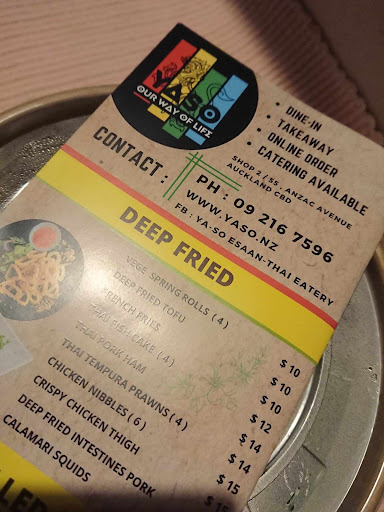 YASO
OUR WAY OF LIFE
• DINE-IN
• TAKEAWAY
• ONLINE ORDER
• CATERING AVAILABLE
CONTACT :
SHOP 2 / 55 , ANZAC AVENUE
AUCKLAND CBD
PH : 09 216 7596
WWW.YASO.NZ
FB : YA-SO ESAAN-THAI EATERY
DEEP FRIED
VEGE SPRING ROLLS (4) $10
DEEP FRIED TOFU $10
FRENCH FRIES $10
THAI FISH CAKE (4) $12
THAI PORK HAM $14
THAI TEMPURA PRAWNS (4) $14
CHICKEN NIBBLES (6) $15
CRISPY CHICKEN THIGH $15
DEEP FRIED INTESTINES PORK
CALAMARI SQUIDS